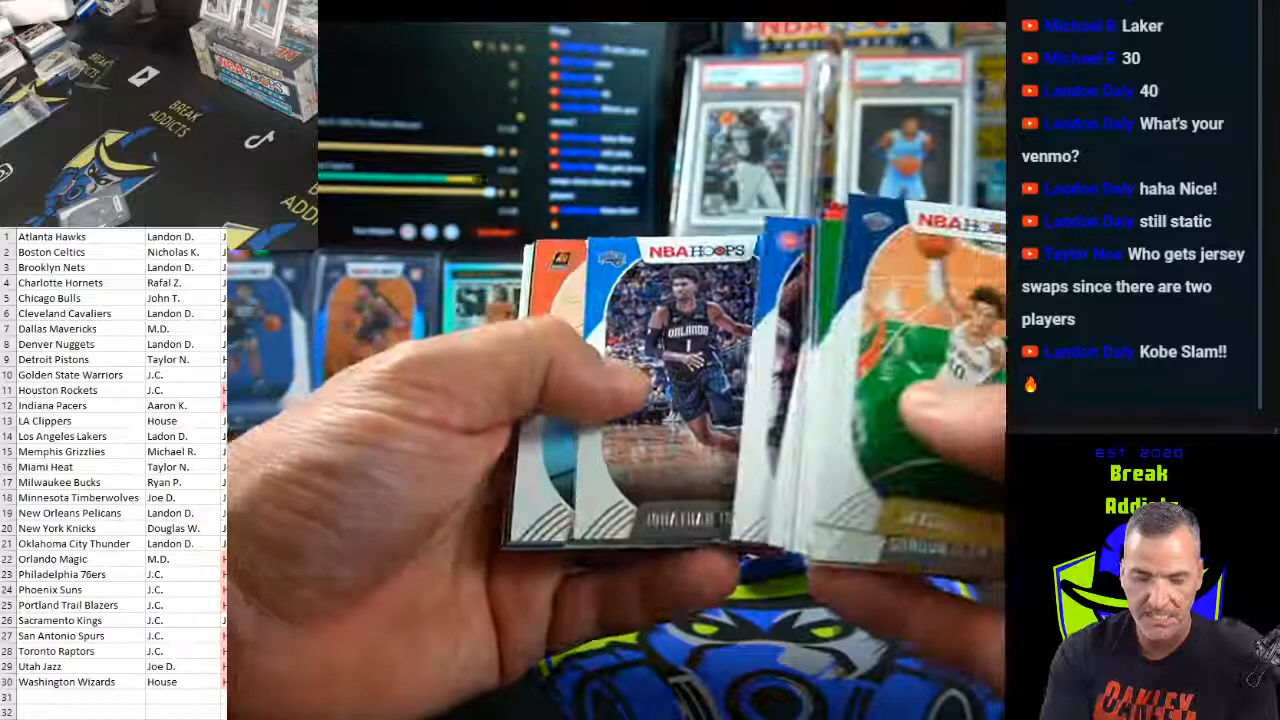 Michael R Laker
Michael R 30
Landon Daly 40
Landon Daly What's your
venmo?
Landon Daly haha Nice!
Landon Daly still static
Taylor Noe Who gets jersey
swaps since there are two
players
Landon Daly Kobe Slam!!
1 Atlanta Hawks Landon D.
2 Boston Celtics Nicholas K.
3 Brooklyn Nets Landon D.
4 Charlotte Hornets Rafal Z.
5 Chicago Bulls John T.
6 Cleveland Cavaliers Landon D.
7 Dallas Mavericks M.D.
8 Denver Nuggets Landon D.
9 Detroit Pistons Taylor N.
10 Golden State Warriors J.C.
11 Houston Rockets J.C.
12 Indiana Pacers Aaron K.
13 LA Clippers House
14 Los Angeles Lakers Ladon D.
15 Memphis Grizzlies Michael R.
16 Miami Heat Taylor N.
17 Milwaukee Bucks Ryan P.
18 Minnesota Timberwolves Joe D.
19 New Orleans Pelicans Landon D.
20 New York Knicks Douglas W.
21 Oklahoma City Thunder Landon D.
22 Orlando Magic M.D.
23 Philadelphia 76ers J.C.
24 Phoenix Suns J.C.
25 Portland Trail Blazers J.C.
26 Sacramento Kings J.C.
27 San Antonio Spurs J.C.
28 Toronto Raptors J.C.
29 Utah Jazz Joe D.
30 Washington Wizards House
31
32
NBA HOOPS
BREAK
ADDICTS
NBA HOOPS
ORLANDO
1
JONATHAN
EST 2020
Break
OAKLEY